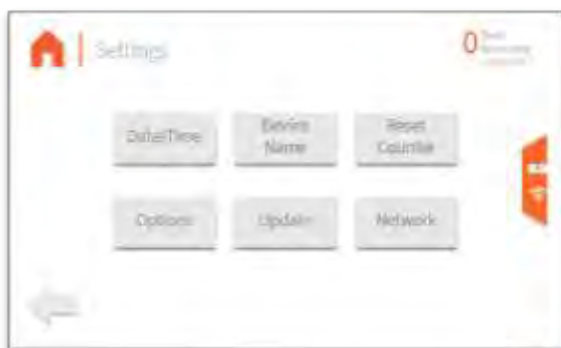 Settings
0
Date/Time
Device
Name
Reset
Counter
Options
Update
Network